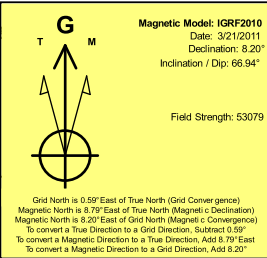 G
T M
Magnetic Model: IGRF2010
Date: 3/21/2011
Declination: 8.20°
Inclination / Dip: 66.94°
Field Strength: 53079
Grid North is 0.59° East of True North (Grid Convergence)
Magnetic North is 8.79° East of True North (Magnetic Declination)
Magnetic North is 8.20° East of Grid North (Magnetic Convergence)
To convert a True Direction to a Grid Direction, Subtract 0.59°
To convert a Magnetic Direction to a True Direction, Add 8.79° East
To convert a Magnetic Direction to a Grid Direction, Add 8.20°